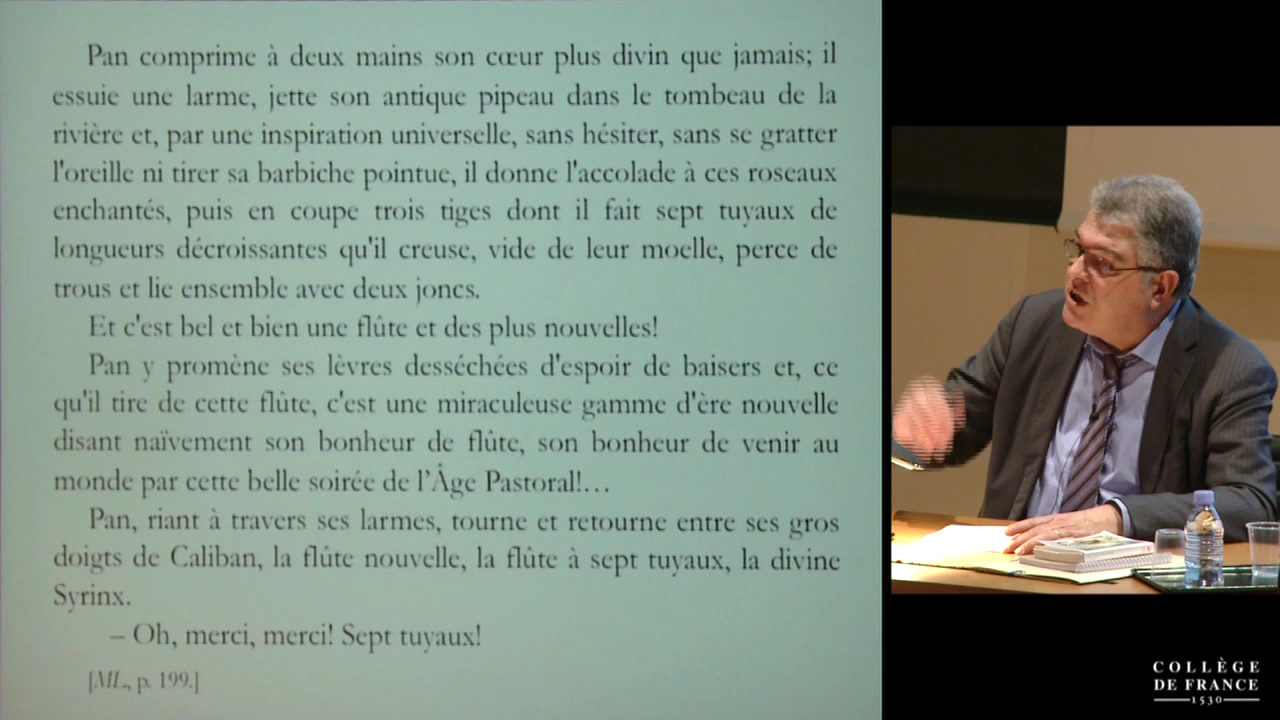 Pan comprime à deux mains son cœur plus divin que jamais; il
essuie une larme, jette son antique pipeau dans le tombeau de la
rivière et, par une inspiration universelle, sans hésiter, sans se gratter
l'oreille ni tirer sa barbiche pointue, il donne l'accolade à ces roseaux
enchantés, puis en coupe trois tiges dont il fait sept tuyaux de
longueurs décroissantes qu'il creuse, vide de leur moelle, perce de
trous et lie ensemble avec deux joncs.
Et c'est bel et bien une flûte et des plus nouvelles!
Pan y promène ses lèvres desséchées d'espoir de baisers et, ce
qu'il tire de cette flûte, c'est une miraculeuse gamme d'ère nouvelle
disant naïvement son bonheur de flûte, son bonheur de venir au
monde par cette belle soirée de l'Âge Pastoral!…
Pan, riant à travers ses larmes, tourne et retourne entre ses gros
doigts de Caliban, la flûte nouvelle, la flûte à sept tuyaux, la divine
Syrinx.
– Oh, merci, merci! Sept tuyaux!
[ML, p. 199.]
COLLÈGE
DE FRANCE
1530